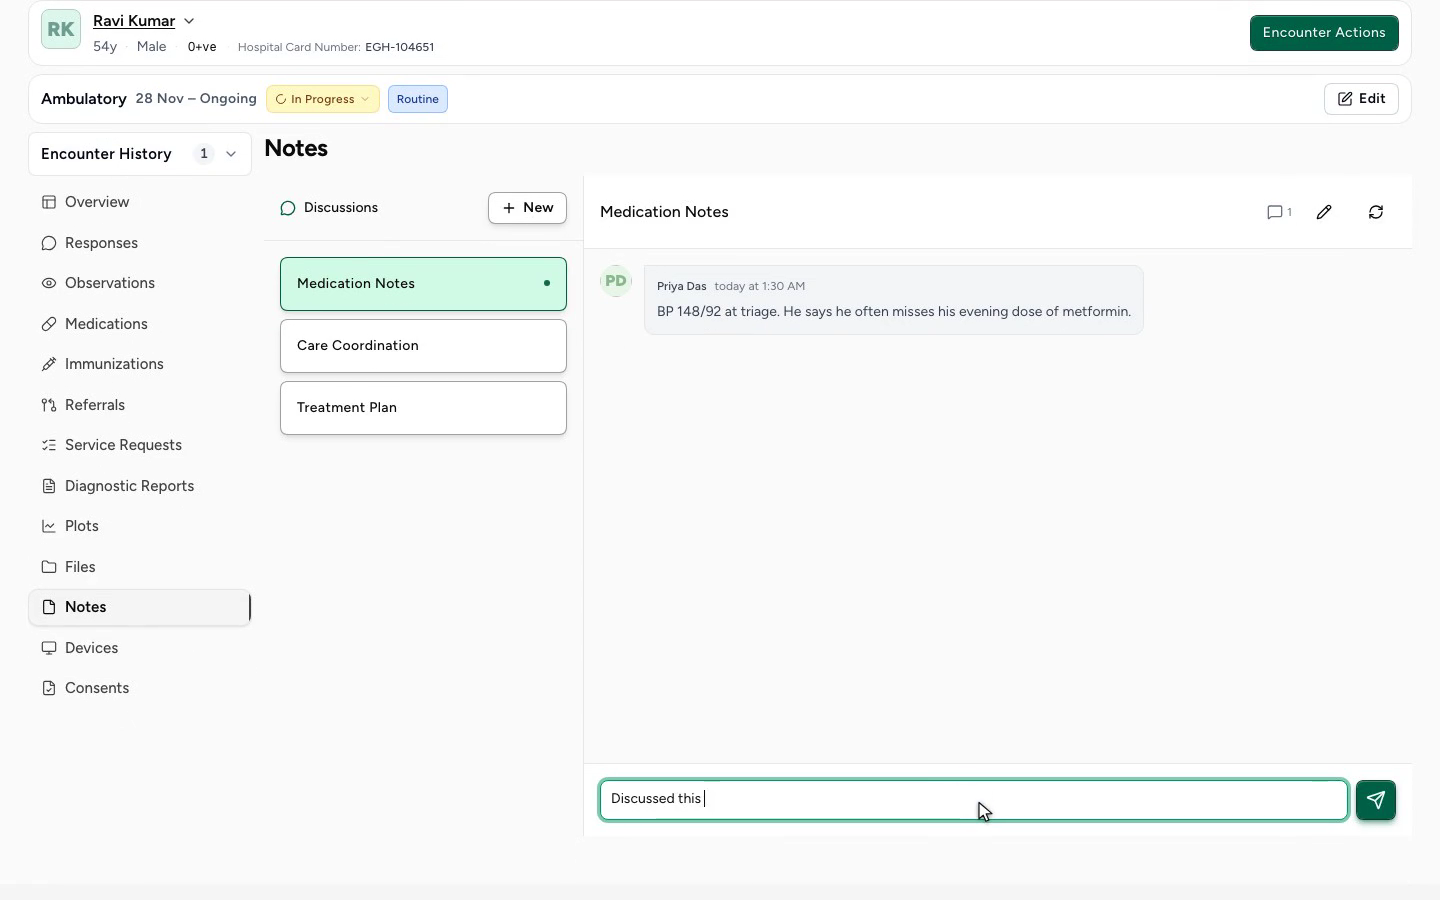 RK
Ravi Kumar
54y · Male · 0+ve · Hospital Card Number: EGH-104651
Encounter Actions
Ambulatory 28 Nov – Ongoing In Progress Routine
Edit
Encounter History 1
Overview
Responses
Observations
Medications
Immunizations
Referrals
Service Requests
Diagnostic Reports
Plots
Files
Notes
Devices
Consents
Notes
Discussions
New
Medication Notes
Care Coordination
Treatment Plan
Medication Notes
1
PD
Priya Das today at 1:30 AM
BP 148/92 at triage. He says he often misses his evening dose of metformin.
Discussed this